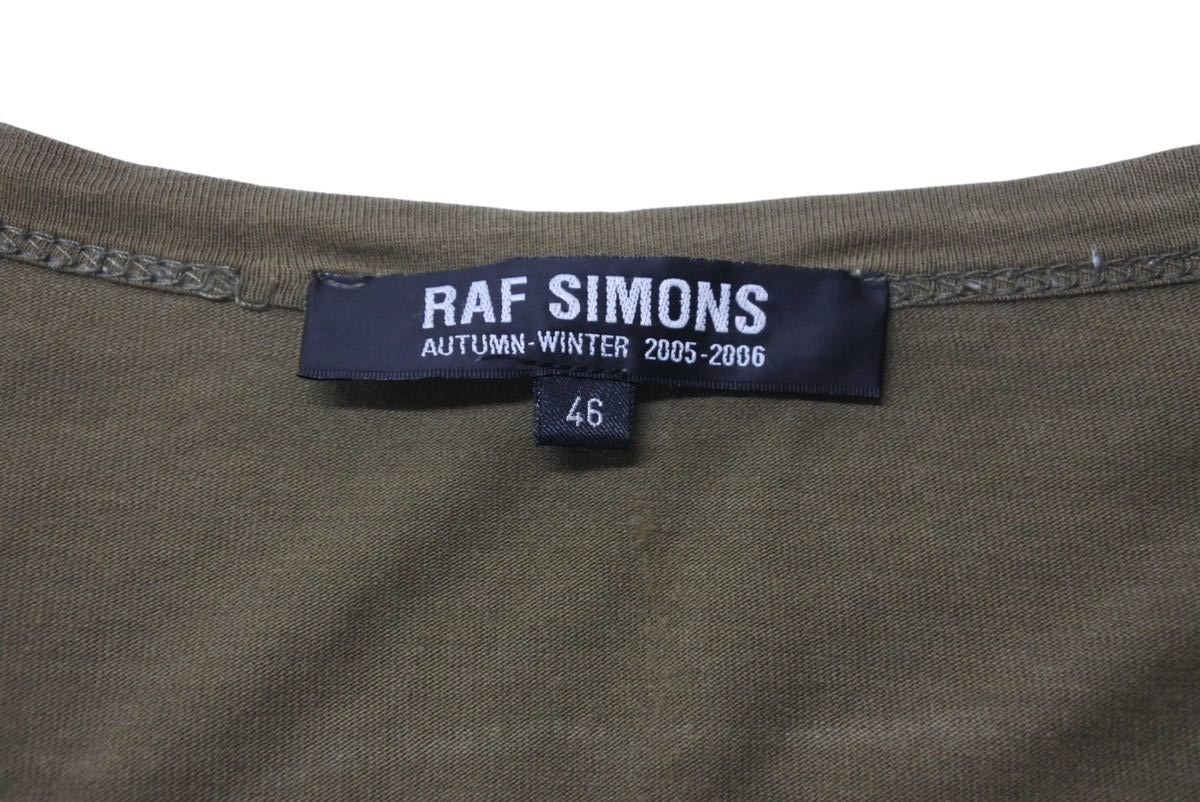 RAF SIMONS
AUTUMN-WINTER 2005-2006
46